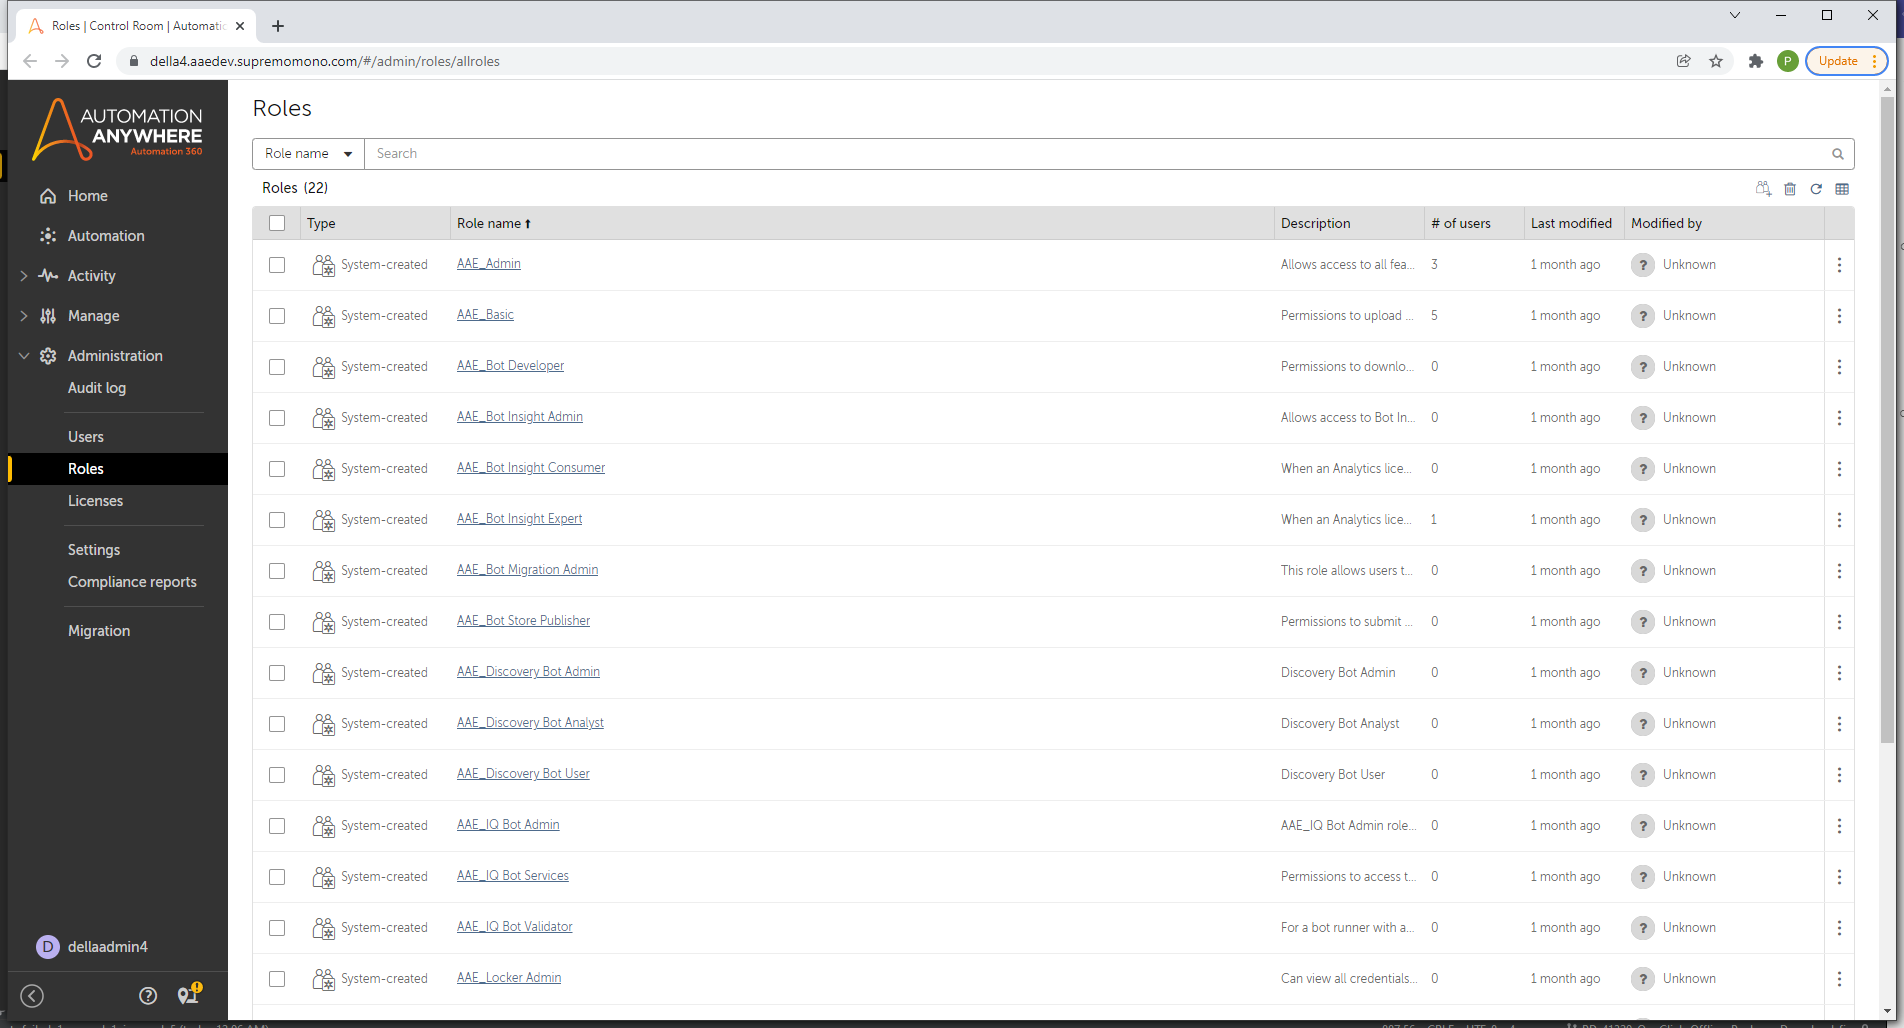 Roles | Control Room | Automatic
della4.aaedev.supremomono.com/#/admin/roles/allroles
P
Update
AUTOMATION
ANYWHERE
Automation 360
Home
Automation
Activity
Manage
Administration
Audit log
Users
Roles
Licenses
Settings
Compliance reports
Migration
D dellaadmin4
Roles
Role name Search
Roles (22)
Type Role name Description # of users Last modified Modified by
System-created AAE_Admin Allows access to all fea... 3 1 month ago ? Unknown
System-created AAE_Basic Permissions to upload ... 5 1 month ago ? Unknown
System-created AAE_Bot Developer Permissions to downlo... 0 1 month ago ? Unknown
System-created AAE_Bot Insight Admin Allows access to Bot In... 0 1 month ago ? Unknown
System-created AAE_Bot Insight Consumer When an Analytics lice... 0 1 month ago ? Unknown
System-created AAE_Bot Insight Expert When an Analytics lice... 1 1 month ago ? Unknown
System-created AAE_Bot Migration Admin This role allows users t... 0 1 month ago ? Unknown
System-created AAE_Bot Store Publisher Permissions to submit ... 0 1 month ago ? Unknown
System-created AAE_Discovery Bot Admin Discovery Bot Admin 0 1 month ago ? Unknown
System-created AAE_Discovery Bot Analyst Discovery Bot Analyst 0 1 month ago ? Unknown
System-created AAE_Discovery Bot User Discovery Bot User 0 1 month ago ? Unknown
System-created AAE_IQ Bot Admin AAE_IQ Bot Admin role... 0 1 month ago ? Unknown
System-created AAE_IQ Bot Services Permissions to access t... 0 1 month ago ? Unknown
System-created AAE_IQ Bot Validator For a bot runner with a... 0 1 month ago ? Unknown
System-created AAE_Locker Admin Can view all credentials... 0 1 month ago ? Unknown